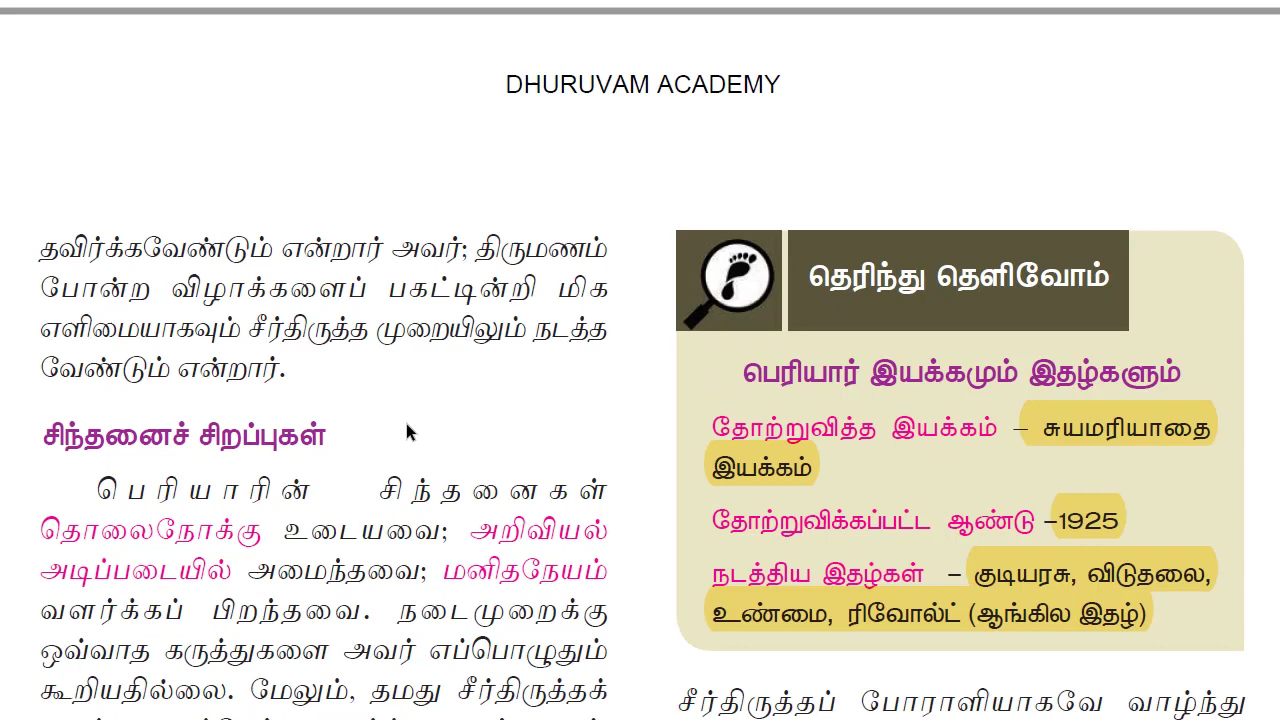 DHURUVAM ACADEMY
தவிர்க்கவேண்டும் என்றார் அவர்; திருமணம்
போன்ற விழாக்களைப் பகட்டின்றி மிக
எளிமையாகவும் சீர்திருத்த முறையிலும் நடத்த
வேண்டும் என்றார்.
சிந்தனைச் சிறப்புகள்
பெரியாரின் சிந்தனைகள்
தொலைநோக்கு உடையவை; அறிவியல்
அடிப்படையில் அமைந்தவை; மனிதநேயம்
வளர்க்கப் பிறந்தவை. நடைமுறைக்கு
ஒவ்வாத கருத்துகளை அவர் எப்பொழுதும்
கூறியதில்லை. மேலும், தமது சீர்திருத்தக்
தெரிந்து தெளிவோம்
பெரியார் இயக்கமும் இதழ்களும்
தோற்றுவித்த இயக்கம் – சுயமரியாதை
இயக்கம்
தோற்றுவிக்கப்பட்ட ஆண்டு –1925
நடத்திய இதழ்கள் – குடியரசு, விடுதலை,
உண்மை, ரிவோல்ட் (ஆங்கில இதழ்)
சீர்திருத்தப் போராளியாகவே வாழ்ந்து